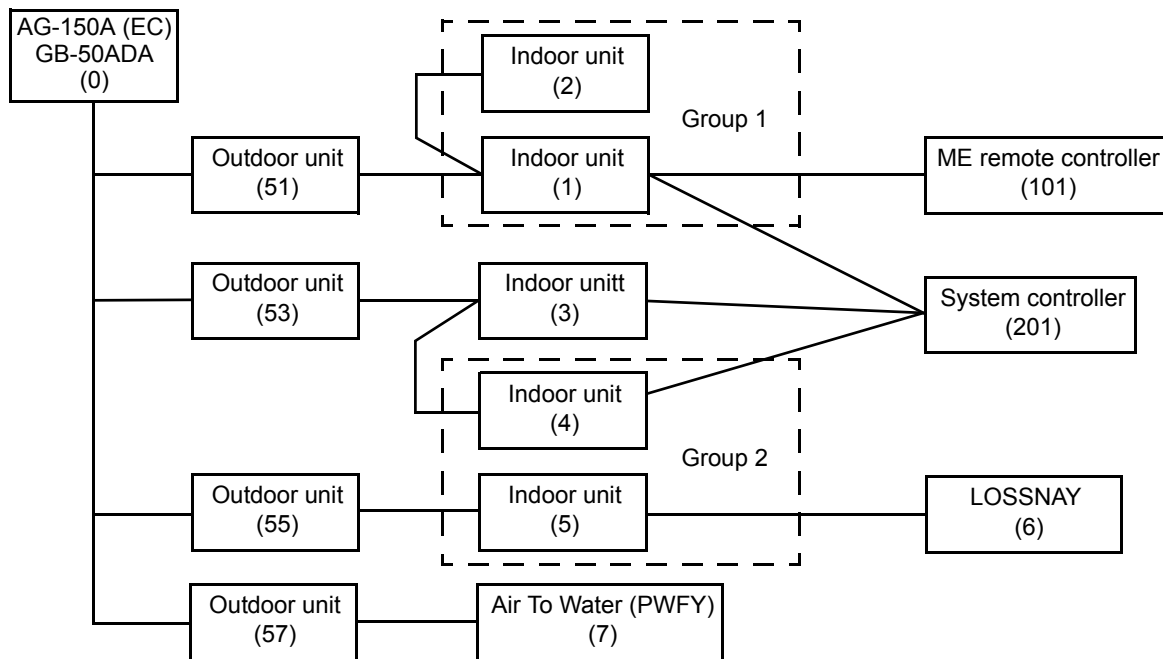 AG-150A (EC)
GB-50ADA
(0)
Indoor unit
(2)
Group 1
Outdoor unit
(51)
Indoor unit
(1)
ME remote controller
(101)
Outdoor unit
(53)
Indoor unitt
(3)
System controller
(201)
Indoor unit
(4)
Group 2
Outdoor unit
(55)
Indoor unit
(5)
LOSSNAY
(6)
Outdoor unit
(57)
Air To Water (PWFY)
(7)